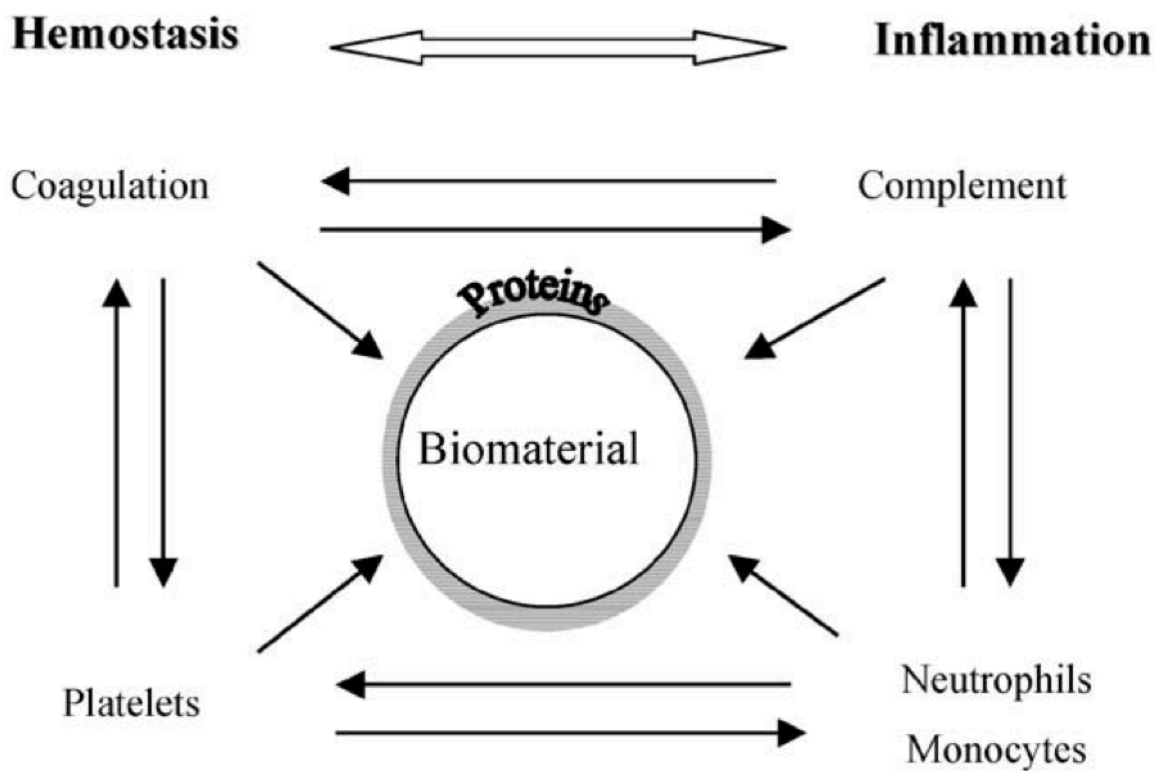 Hemostasis
Inflammation
Coagulation
Complement
Proteins
Biomaterial
Platelets
Neutrophils
Monocytes